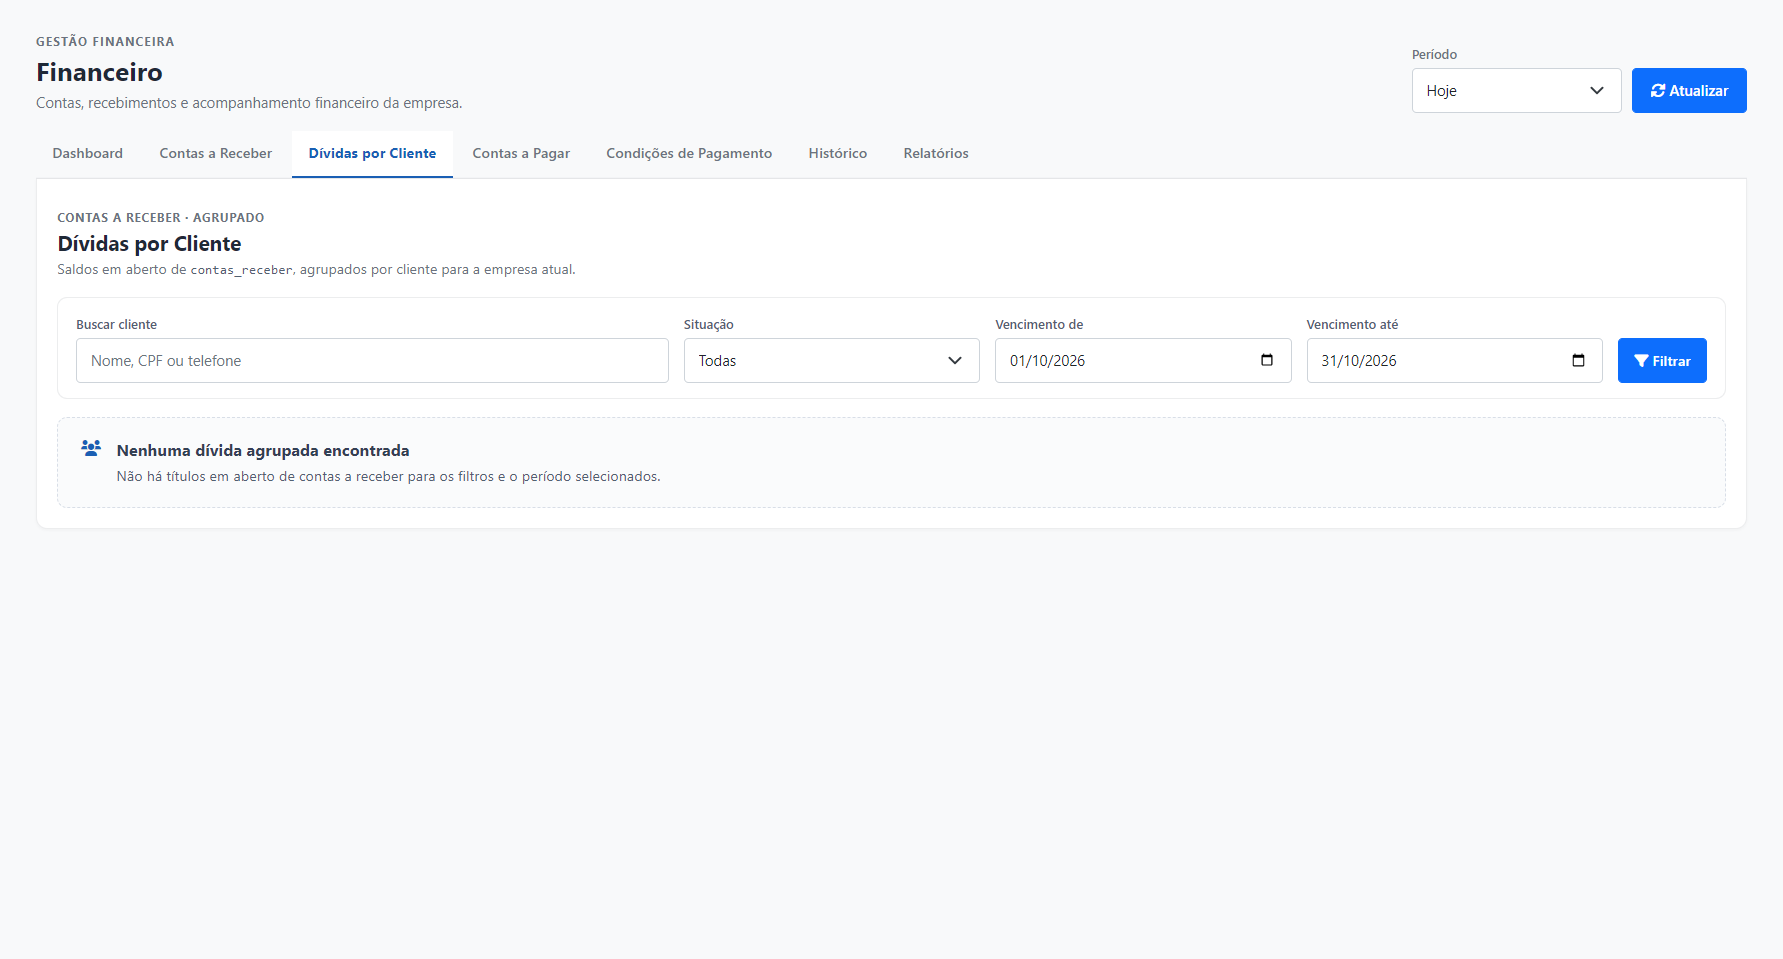 GESTÃO FINANCEIRA
Financeiro
Contas, recebimentos e acompanhamento financeiro da empresa.
Período
Hoje
Atualizar
Dashboard
Contas a Receber
Dívidas por Cliente
Contas a Pagar
Condições de Pagamento
Histórico
Relatórios
CONTAS A RECEBER · AGRUPADO
Dívidas por Cliente
Saldos em aberto de contas_receber, agrupados por cliente para a empresa atual.
Buscar cliente
Nome, CPF ou telefone
Situação
Todas
Vencimento de
01/10/2026
Vencimento até
31/10/2026
Filtrar
Nenhuma dívida agrupada encontrada
Não há títulos em aberto de contas a receber para os filtros e o período selecionados.